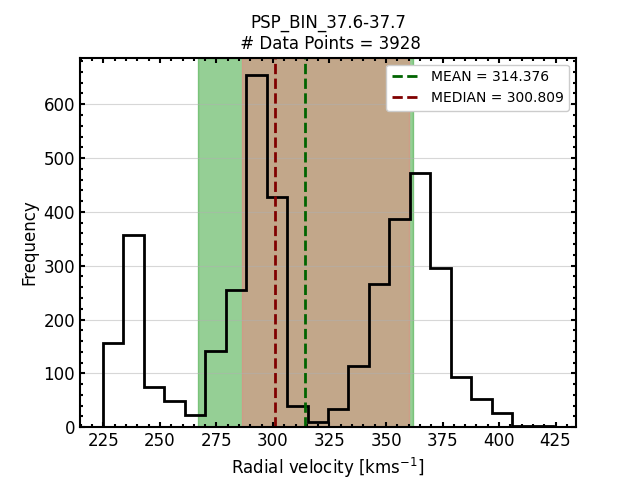 PSP_BIN_37.6-37.7
# Data Points = 3928
MEAN = 314.376
MEDIAN = 300.809
Frequency
600
500
400
300
200
100
0
225 250 275 300 325 350 375 400 425
Radial velocity [kms⁻¹]